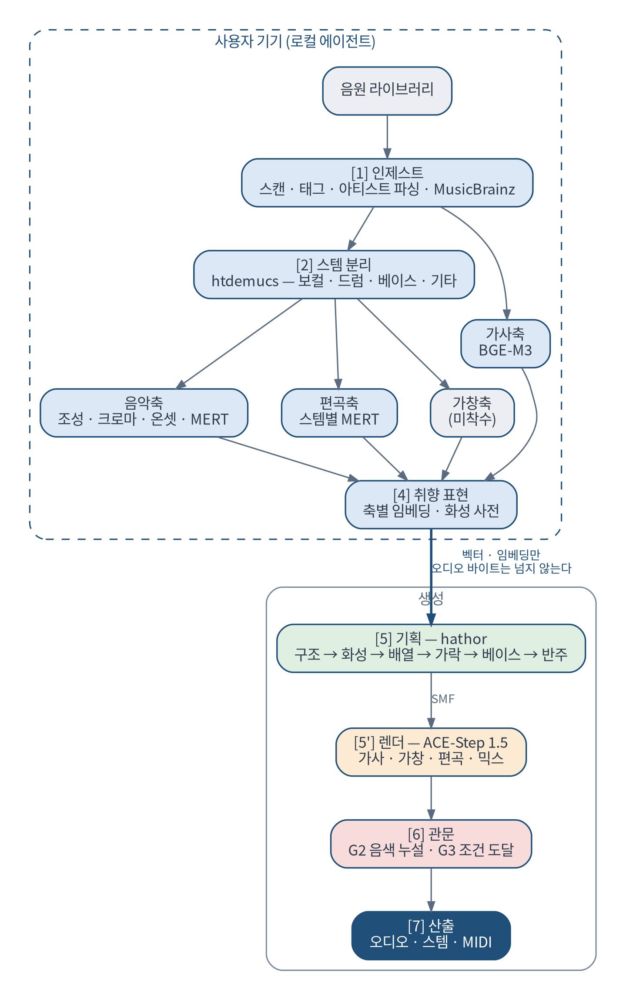 사용자 기기 (로컬 에이전트)
음원 라이브러리
[1] 인제스트
스캔 · 태그 · 아티스트 파싱 · MusicBrainz
[2] 스템 분리
htdemucs — 보컬 · 드럼 · 베이스 · 기타
가사축
BGE-M3
음악축
조성 · 크로마 · 온셋 · MERT
편곡축
스템별 MERT
가창축
(미착수)
[4] 취향 표현
축별 임베딩 · 화성 사전
벡터 · 임베딩만
오디오 바이트는 넘지 않는다
생성
[5] 기획 — hathor
구조 → 화성 → 배열 → 가락 → 베이스 → 반주
SMF
[5'] 렌더 — ACE-Step 1.5
가사 · 가창 · 편곡 · 믹스
[6] 관문
G2 음색 누설 · G3 조건 도달
[7] 산출
오디오 · 스템 · MIDI